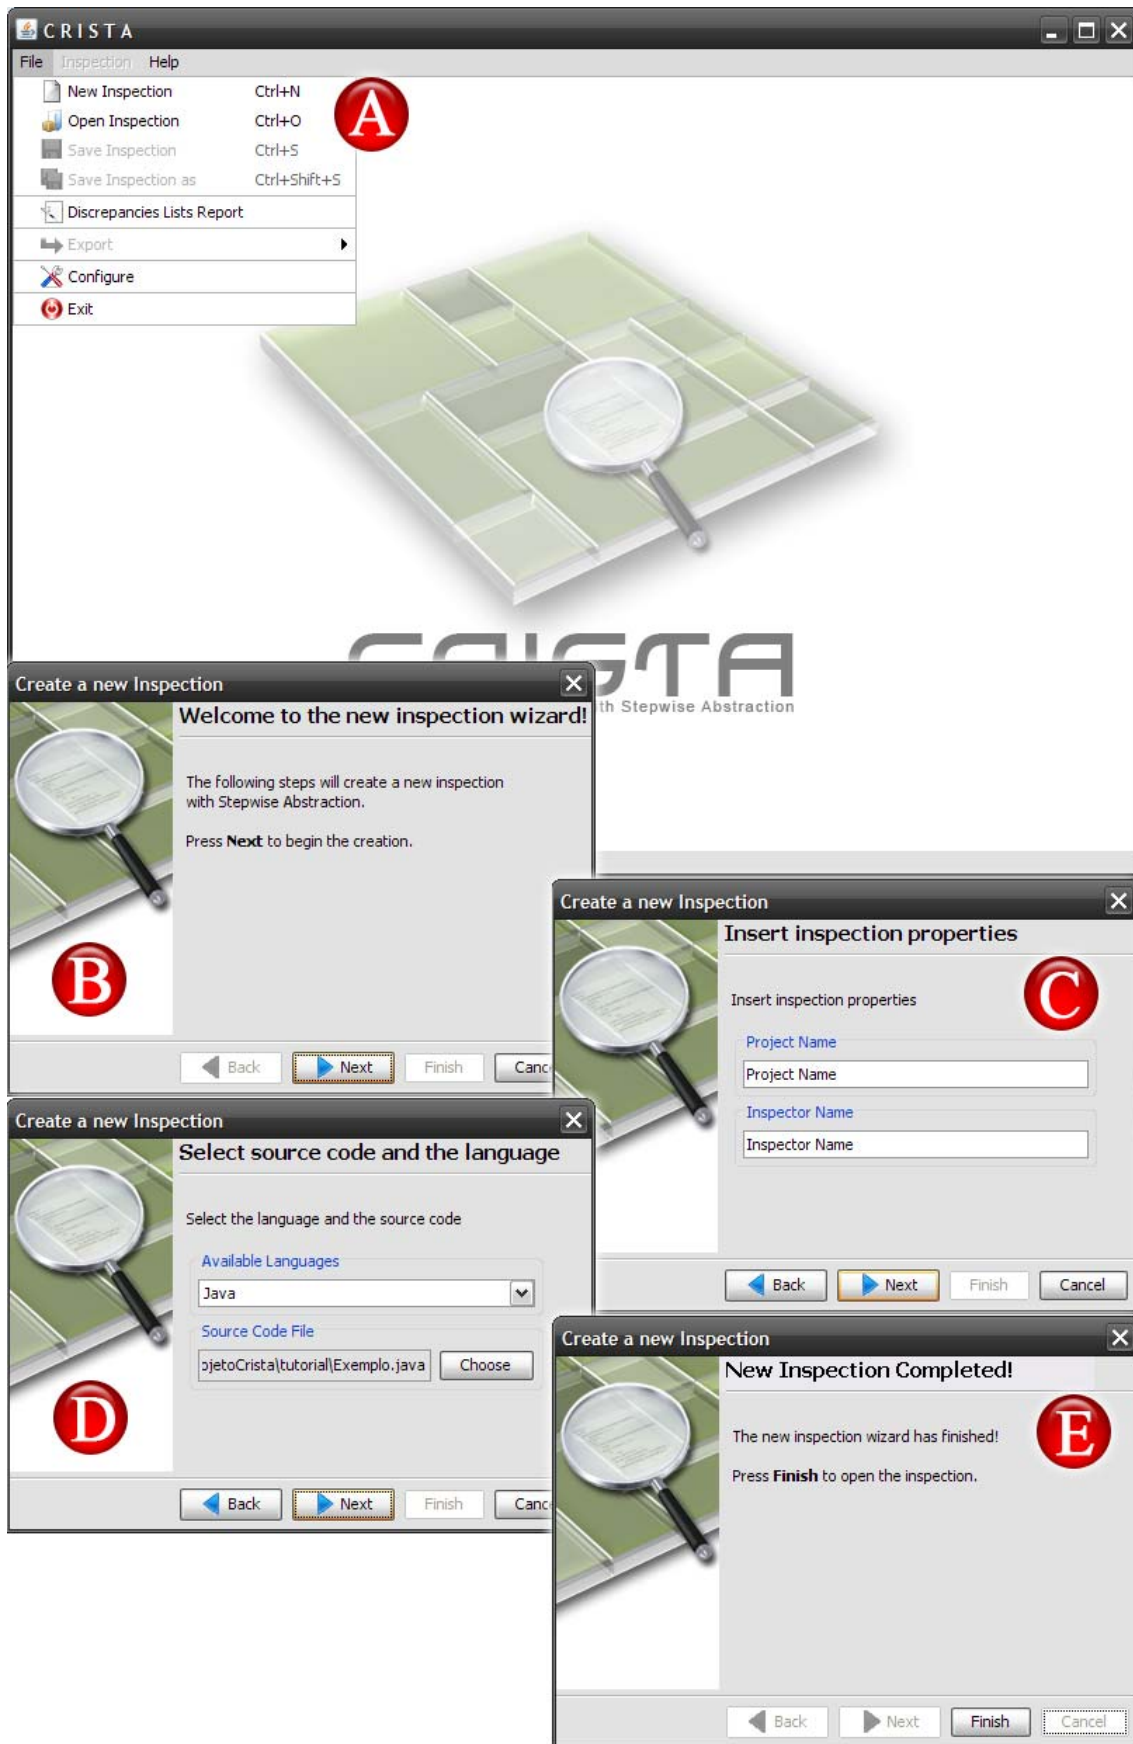 CRISTA
File Inspection Help
New Inspection Ctrl+N
Open Inspection Ctrl+O
Save Inspection Ctrl+S
Save Inspection as Ctrl+Shift+S
Discrepancies Lists Report
Export
Configure
Exit
A
CRISTA
th Stepwise Abstraction
Create a new Inspection
Welcome to the new inspection wizard!
The following steps will create a new inspection
with Stepwise Abstraction.
Press Next to begin the creation.
B
Back Next Finish Canc
Create a new Inspection
Insert inspection properties
C
Insert inspection properties
Project Name
Project Name
Inspector Name
Inspector Name
Back Next Finish Cancel
Create a new Inspection
Select source code and the language
Select the language and the source code
Available Languages
Java
Source Code File
ojetoCrista\tutorial\Exemplo.java Choose
D
Back Next Finish Canc
Create a new Inspection
New Inspection Completed!
E
The new inspection wizard has finished!
Press Finish to open the inspection.
Back Next Finish Cancel